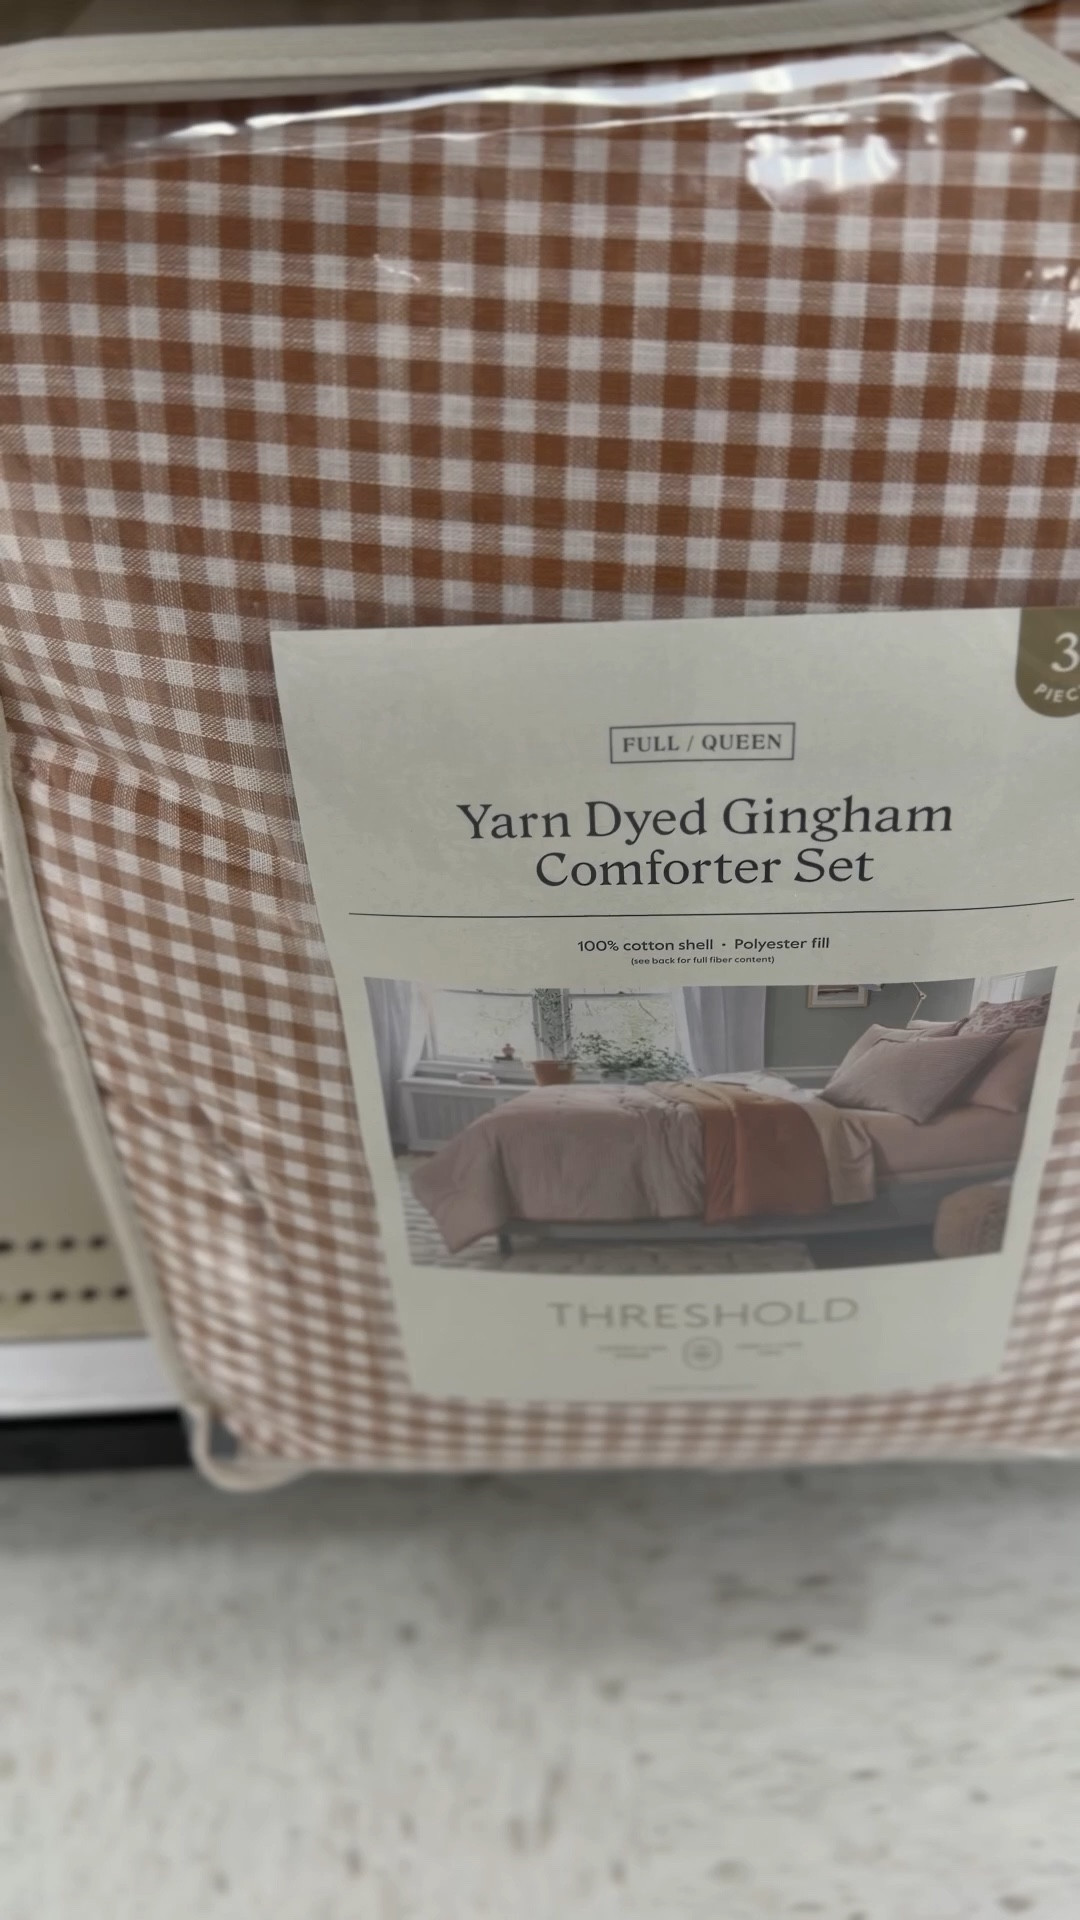 3
PIEC
FULL / QUEEN
Yarn Dyed Gingham
Comforter Set
100% cotton shell • Polyester fill
(see back for full fiber content)
THRESHOLD